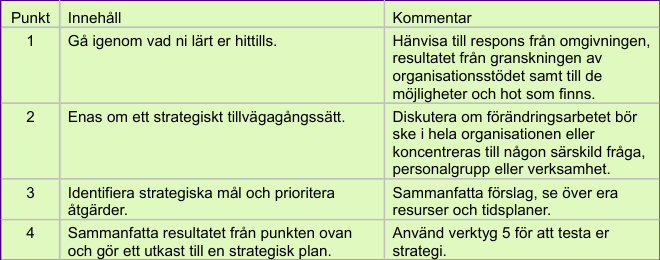 Punkt Innehåll Kommentar
1 Gå igenom vad ni lärt er hittills. Hänvisa till respons från omgivningen,
resultatet från granskningen av
organisationsstödet samt till de
möjligheter och hot som finns.
2 Enas om ett strategiskt tillvägagångssätt. Diskutera om förändringsarbetet bör
ske i hela organisationen eller
koncentreras till någon särskild fråga,
personalgrupp eller verksamhet.
3 Identifiera strategiska mål och prioritera Sammanfatta förslag, se över era
åtgärder. resurser och tidsplaner.
4 Sammanfatta resultatet från punkten ovan Använd verktyg 5 för att testa er
och gör ett utkast till en strategisk plan. strategi.